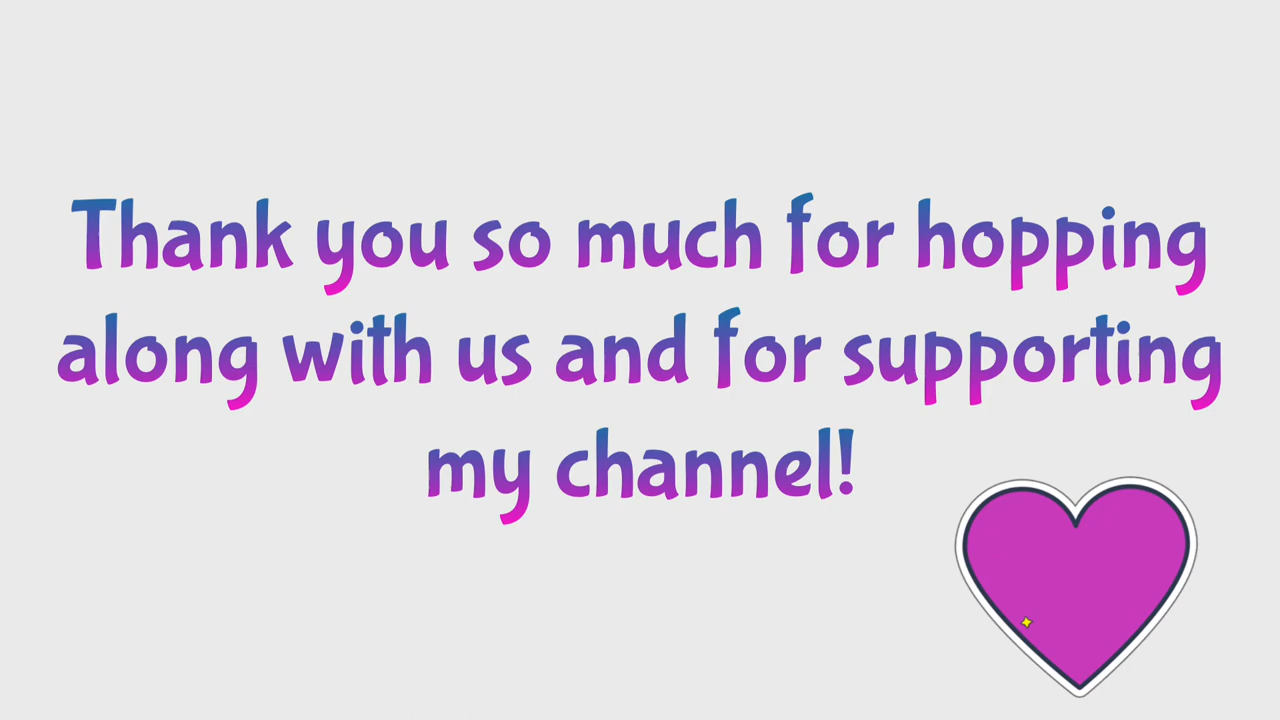 Thank you so much for hopping
along with us and for supporting
my channel!